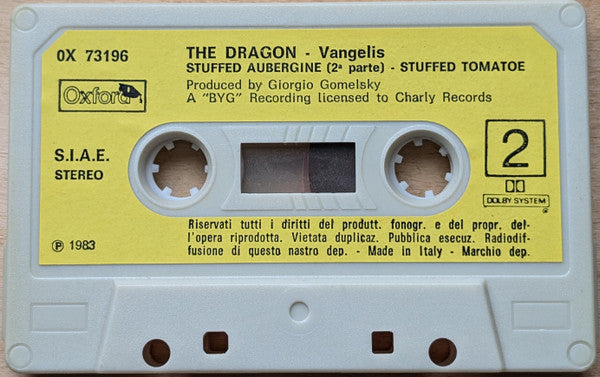 OX 73196
THE DRAGON - Vangelis
STUFFED AUBERGINE (2ª parte) - STUFFED TOMATOE
Produced by Giorgio Gomelsky
A "BYG" Recording licensed to Charly Records
Oxford
S.I.A.E.
STEREO
2
DOLBY SYSTEM
Riservati tutti i diritti del produtt. fonogr. e del propr. del-
l'opera riprodotta. Vietata duplicaz. Pubblica esecuz. Radiodif-
fusione di questo nastro dep. - Made in Italy - Marchio dep.
℗ 1983